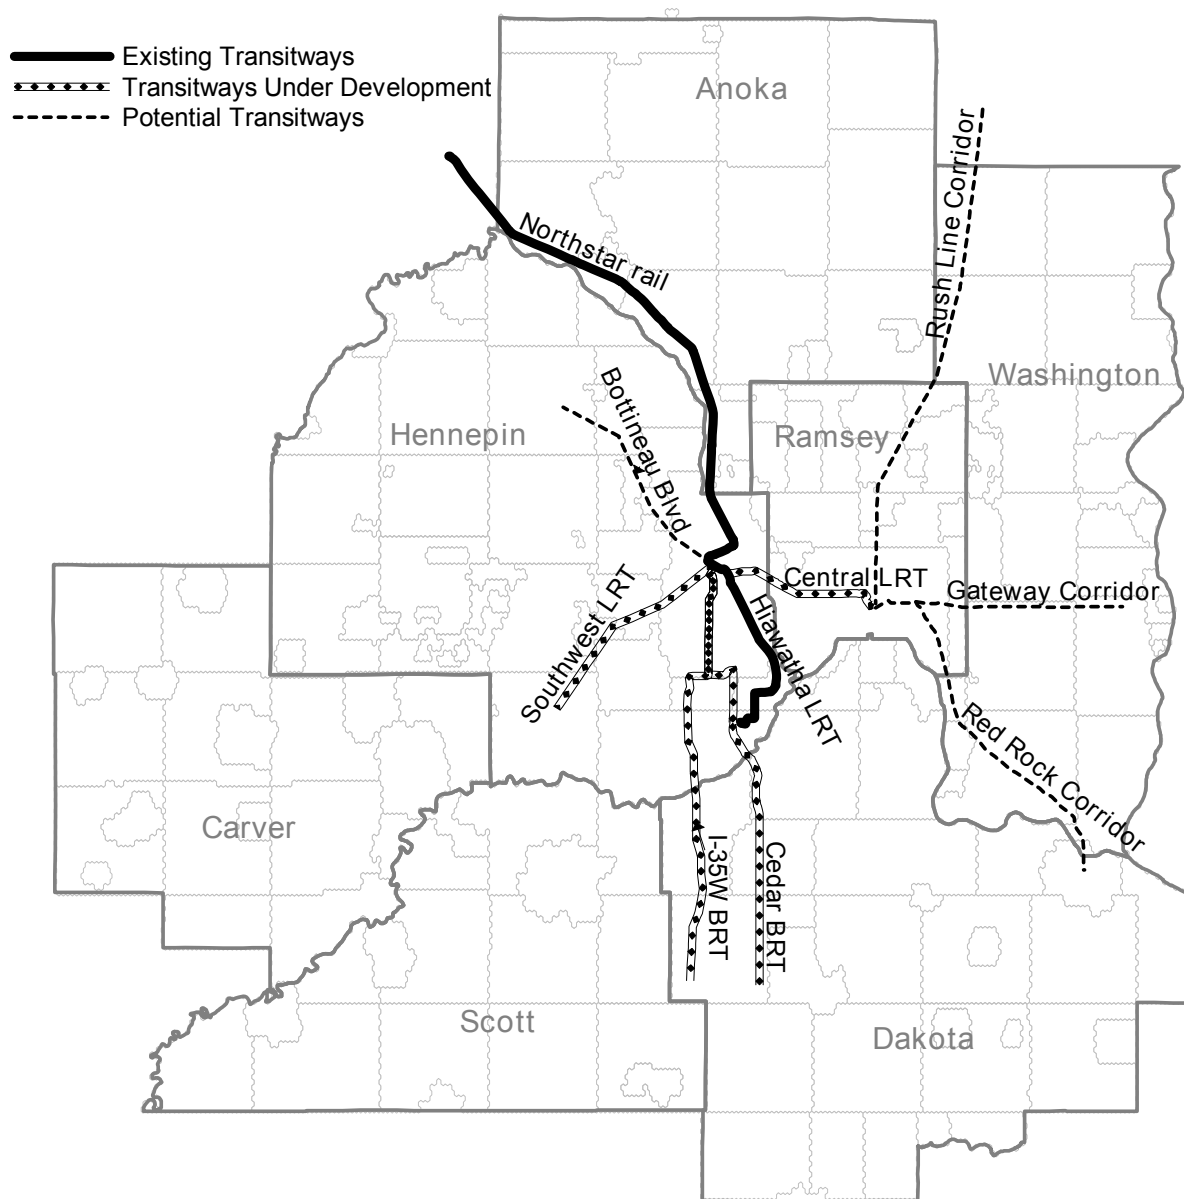 Existing Transitways
Transitways Under Development
Potential Transitways
Anoka
Rush Line Corridor
Northstar rail
Washington
Bottineau Blvd
Hennepin
Ramsey
Central LRT
Gateway Corridor
Southwest LRT
Hiawatha LRT
Red Rock Corridor
Carver
I-35W BRT
Cedar BRT
Scott
Dakota